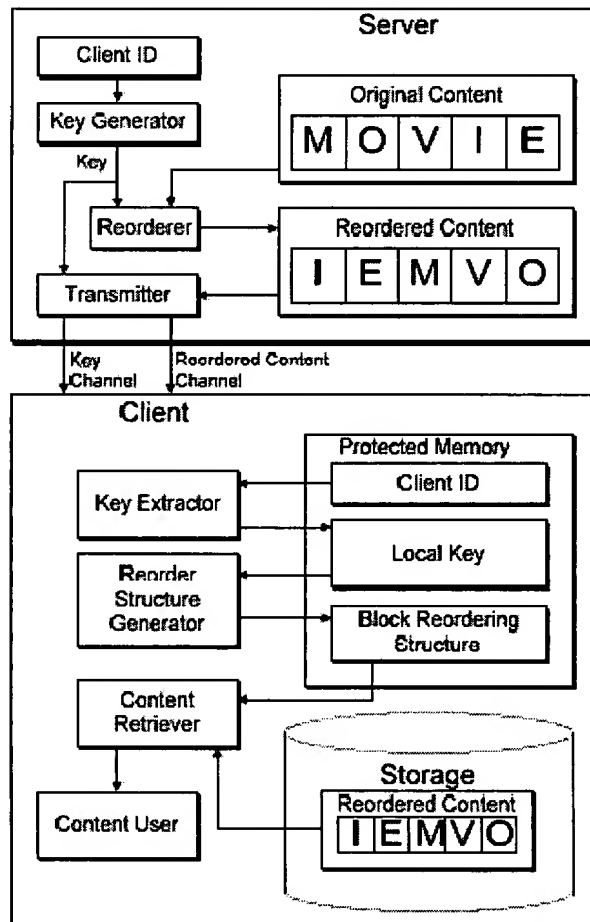 Server
Client ID
Key Generator
Key
Original Content
M O V I E
Reorderer
Reordered Content
I E M V O
Transmitter
Key
Channel
Reordered Content
Channel
Client
Protected Memory
Client ID
Key Extractor
Local Key
Reorder
Structure
Generator
Block Reordering
Structure
Content
Retriever
Storage
Reordered Content
I E M V O
Content User